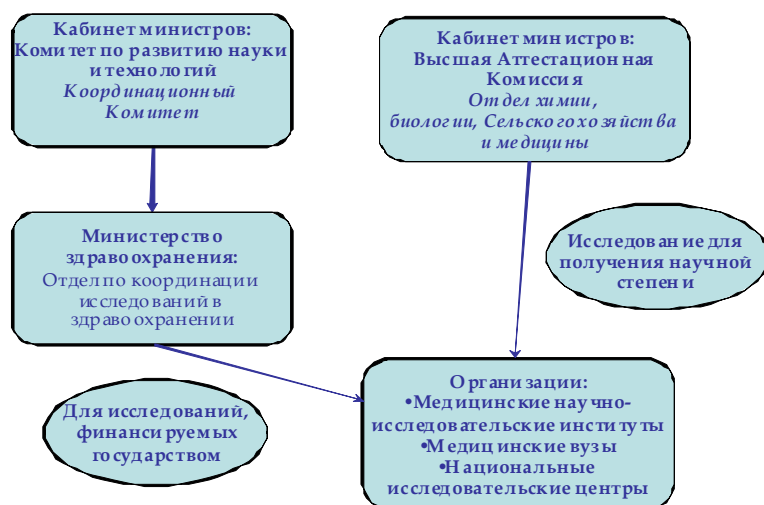 Кабинет министров:
Комитет по развитию науки
и технологий
Координационный
Комитет
Кабинет министров:
Высшая Аттестационная
Комиссия
Отдел химии,
биологии, Сельского хозяйства
и медицины
Министерство
здравоохранения:
Отдел по координации
исследований в
здравоохранении
Исследование для
получения научной
степени
Для исследований,
финансируемых
государством
Организации:
•Медицинские научно-
исследовательские институты
•Медицинские вузы
•Национальные
исследовательские центры